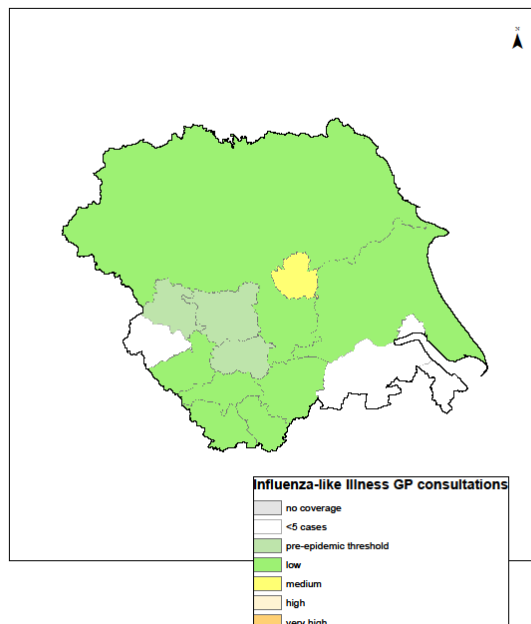 Influenza-like Illness GP consultations
no coverage
<5 cases
pre-epidemic threshold
low
medium
high
very high